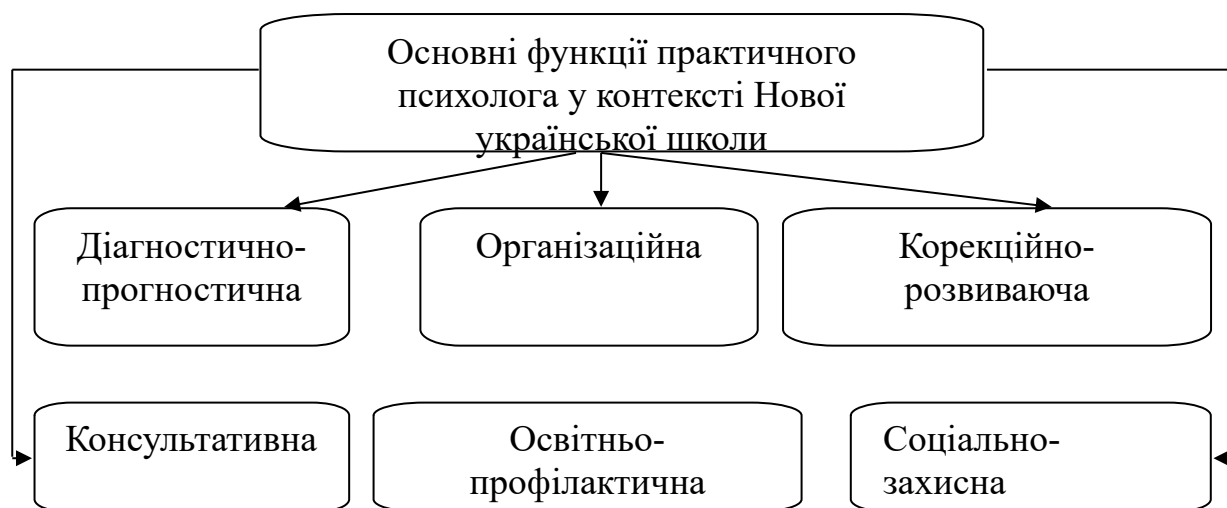 Основні функції практичного
психолога у контексті Нової
української школи
Діагностично-
прогностична
Організаційна
Корекційно-
розвиваюча
Консультативна
Освітньо-
профілактична
Соціально-
захисна